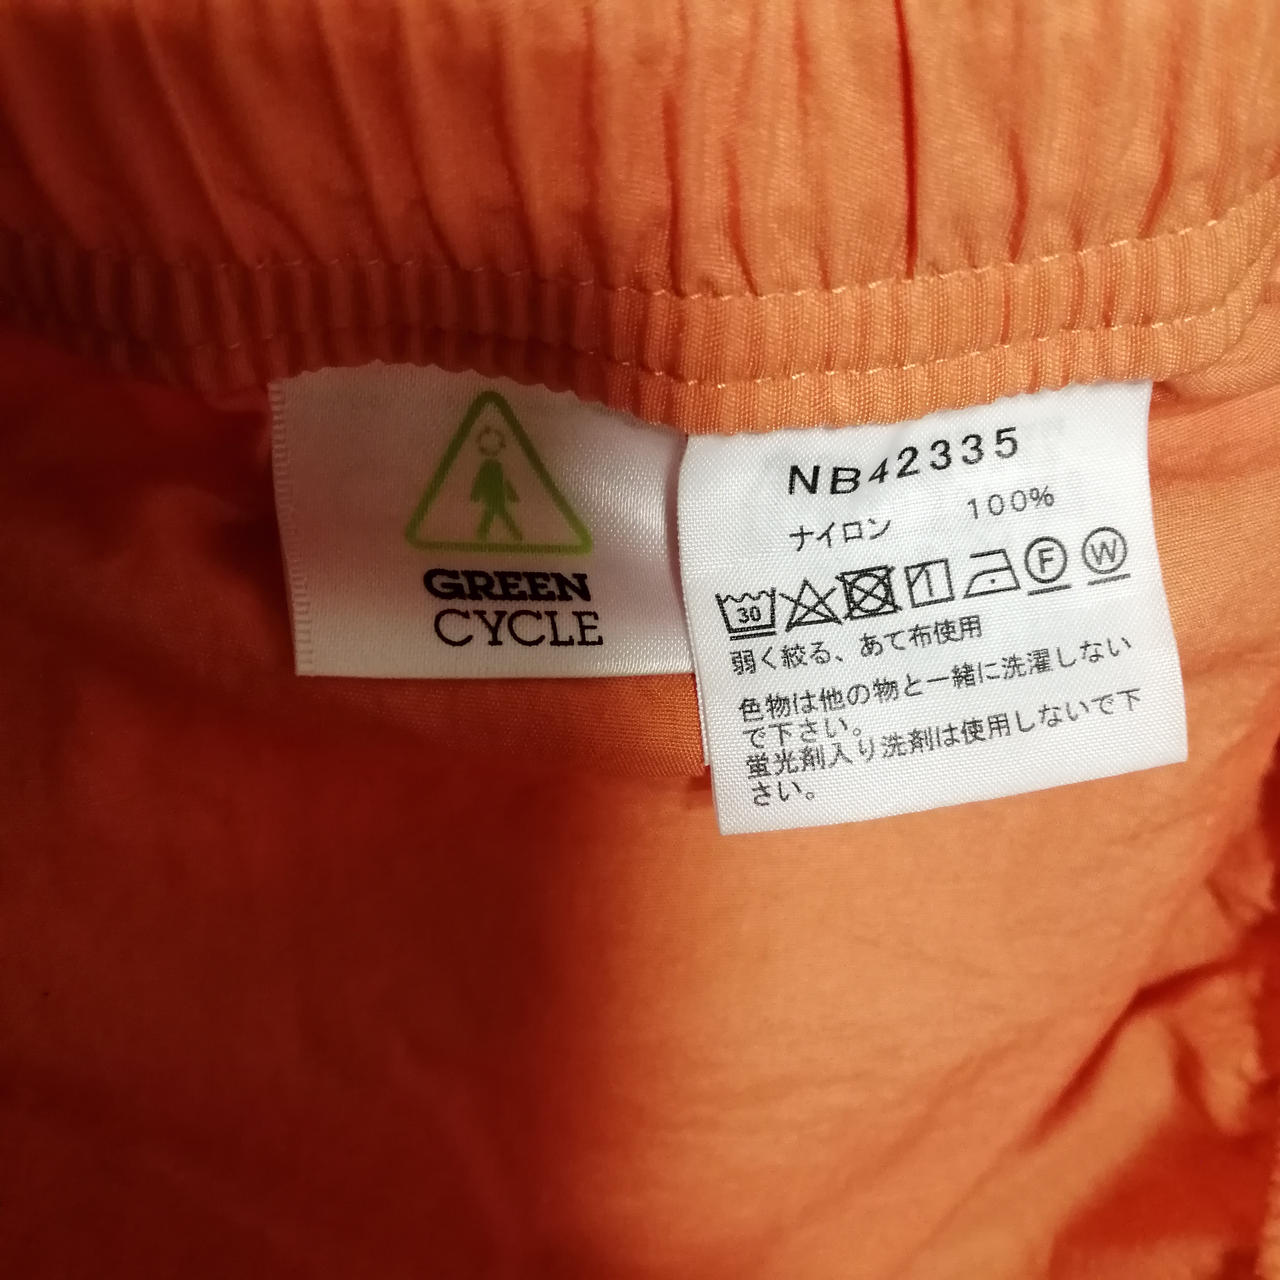 GREEN
CYCLE
NB42335
ナイロン 100%
30 F W
弱く絞る、あて布使用
色物は他の物と一緒に洗濯しない
で下さい。
蛍光剤入り洗剤は使用しないで下
さい。